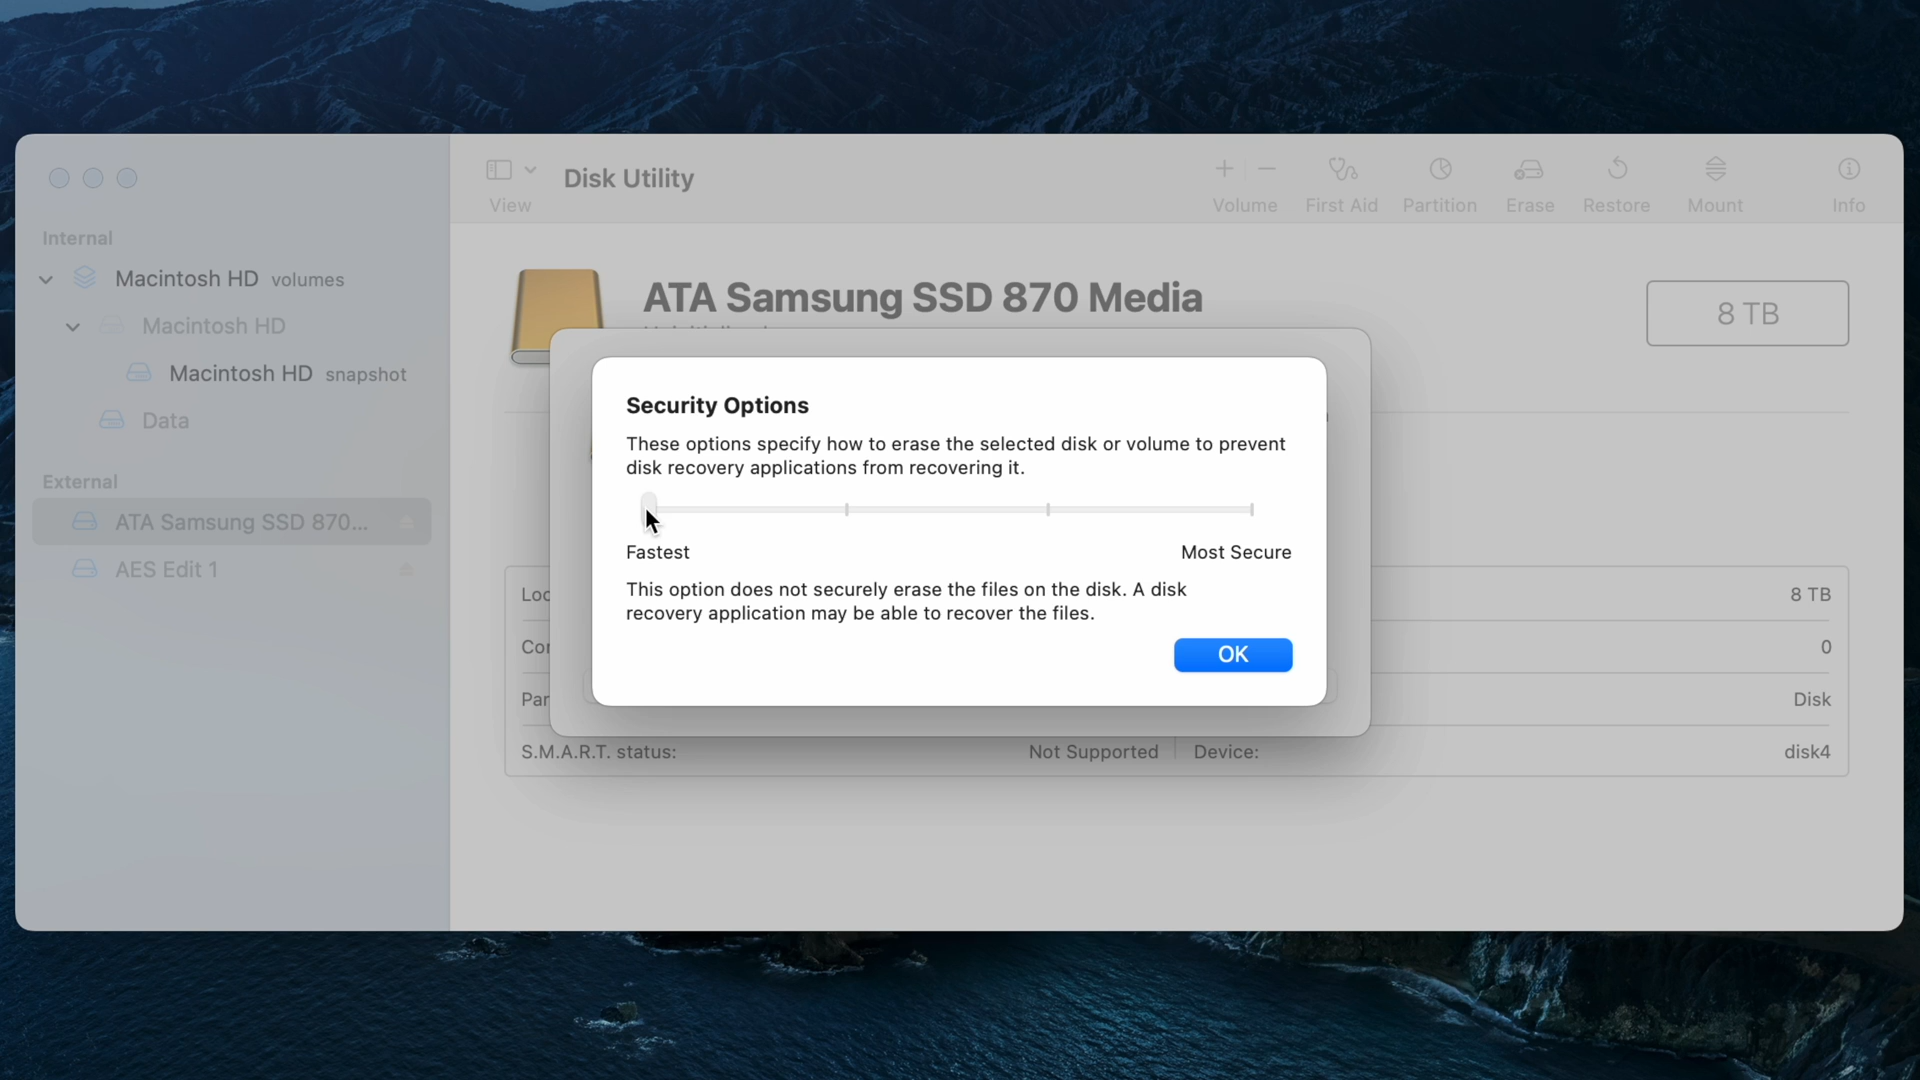 Disk Utility
View
Volume
First Aid
Partition
Erase
Restore
Mount
Info
Internal
Macintosh HD volumes
Macintosh HD
Macintosh HD snapshot
Data
External
ATA Samsung SSD 870...
AES Edit 1
ATA Samsung SSD 870 Media
8 TB
Security Options
These options specify how to erase the selected disk or volume to prevent
disk recovery applications from recovering it.
Fastest
Most Secure
This option does not securely erase the files on the disk. A disk
recovery application may be able to recover the files.
OK
Loc
8 TB
Cor
0
Par
Disk
S.M.A.R.T. status:
Not Supported
Device:
disk4